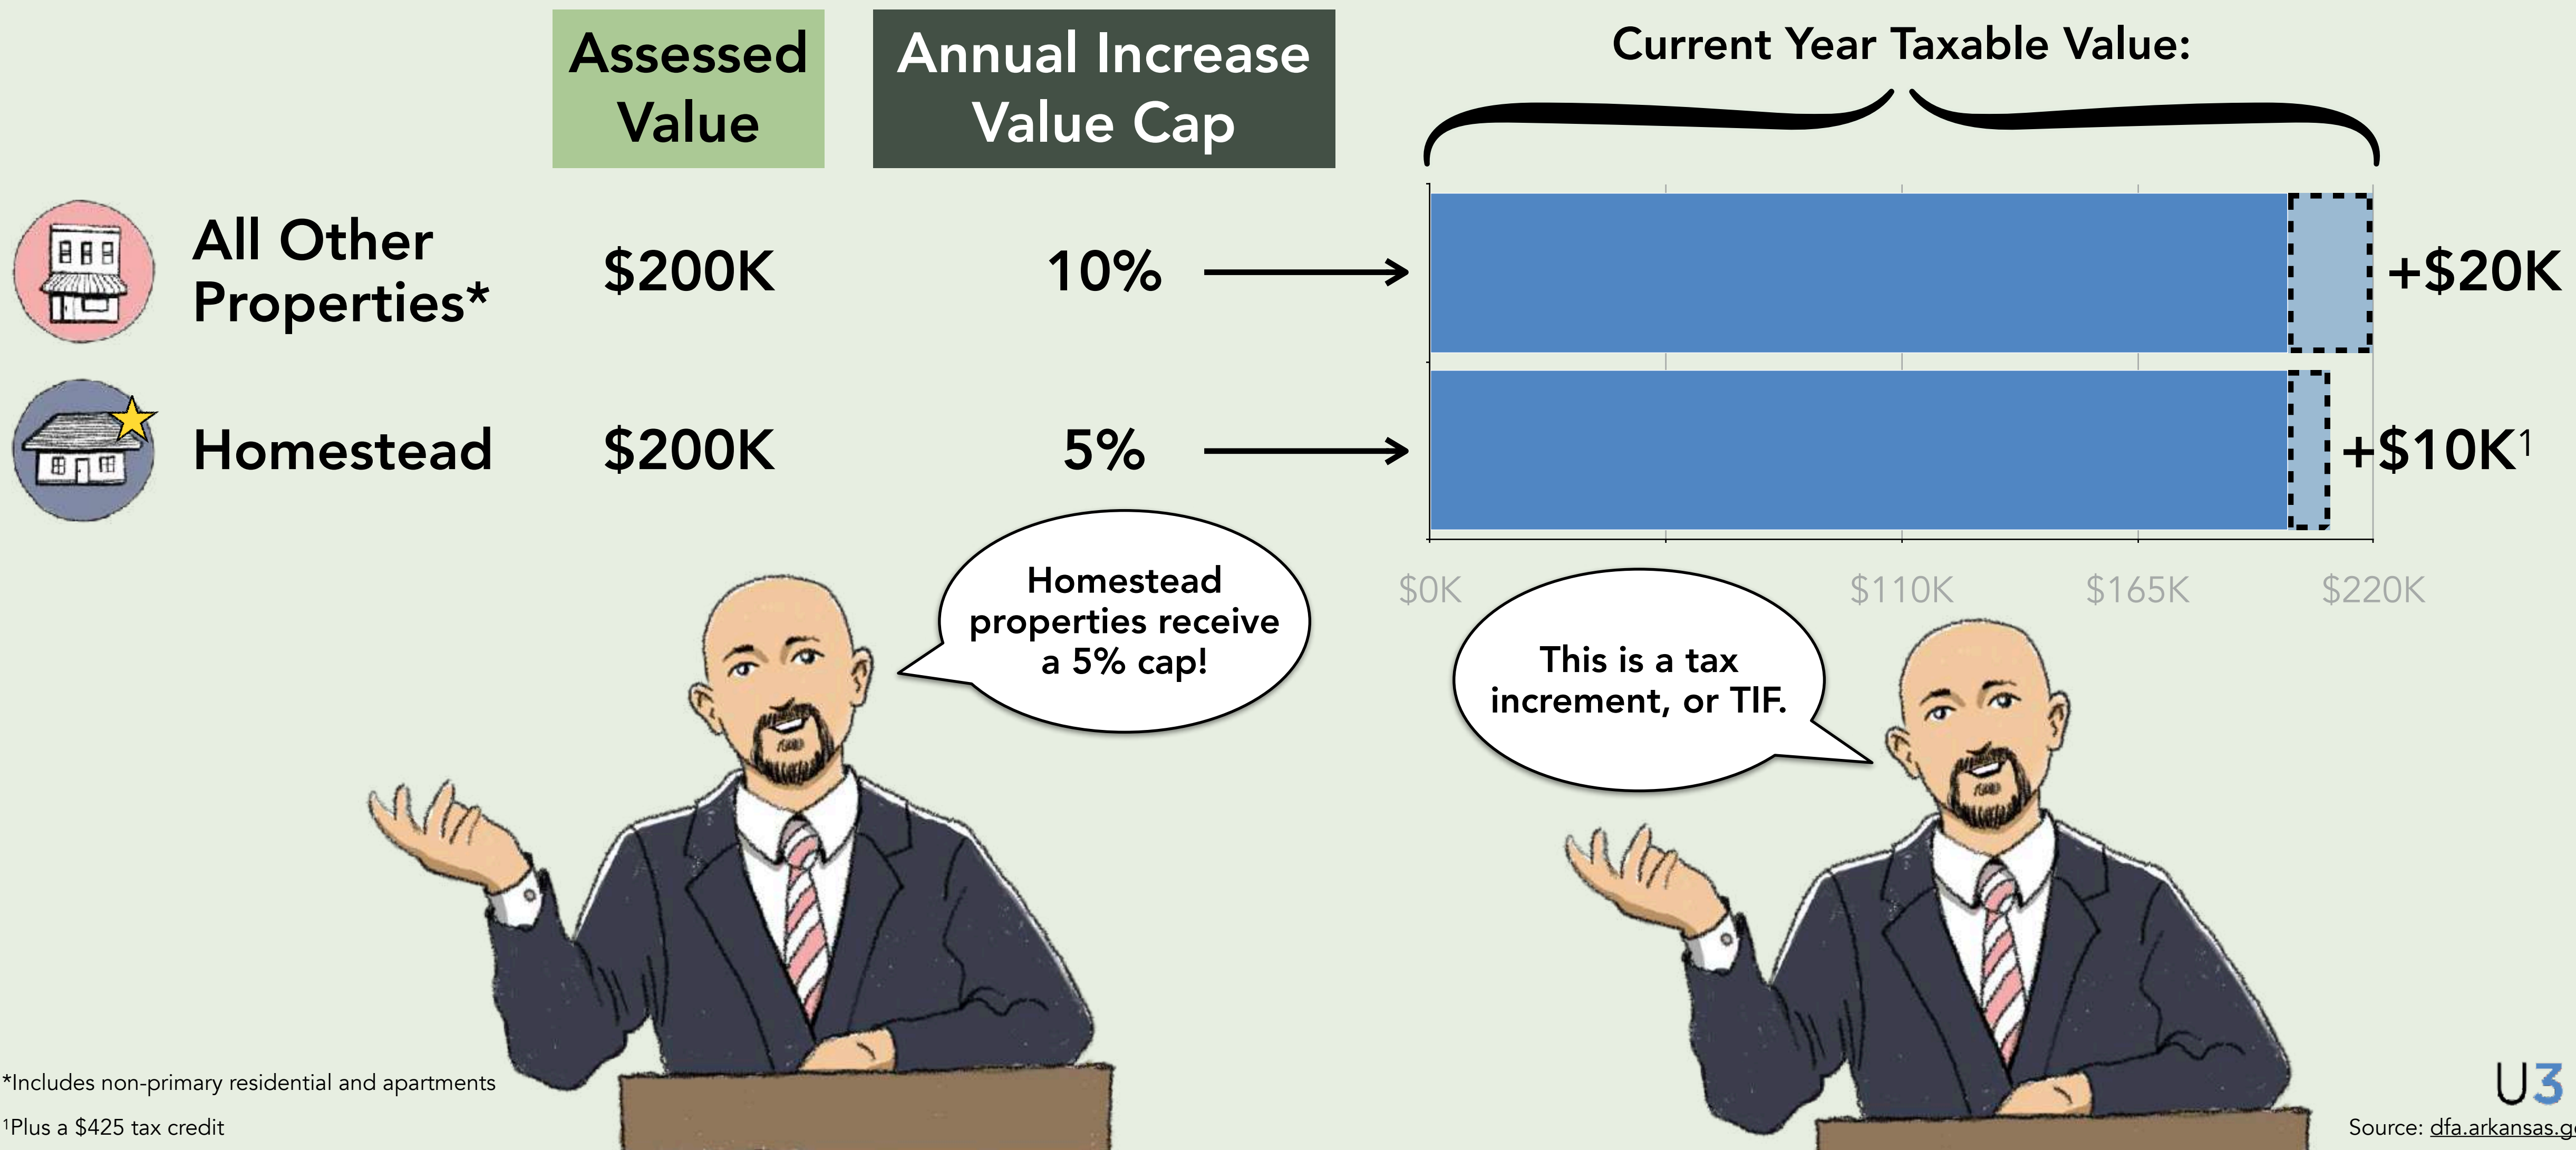 Assessed
Value
Annual Increase
Value Cap
Current Year Taxable Value:
All Other
Properties*
$200K
10%
+$20K
Homestead
$200K
5%
+$10K¹
$0K
$110K
$165K
$220K
Homestead
properties receive
a 5% cap!
This is a tax
increment, or TIF.
*Includes non-primary residential and apartments
¹Plus a $425 tax credit
U3
Source: dfa.arkansas.g